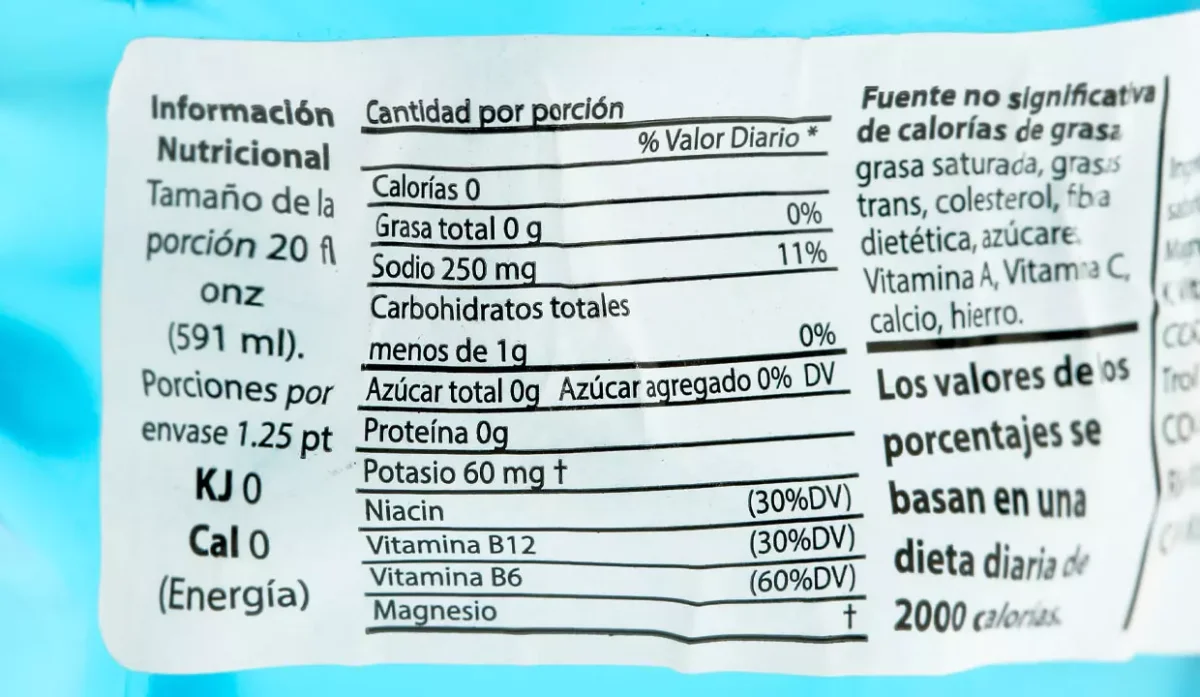 Información
Nutricional
Tamaño de la
porción 20 fl
onz
(591 ml).
Porciones por
envase 1.25 pt
KJ 0
Cal 0
(Energía)
Cantidad por porción
% Valor Diario *
Calorías 0
Grasa total 0 g 0%
Sodio 250 mg 11%
Carbohidratos totales
menos de 1g 0%
Azúcar total 0g Azúcar agregado 0% DV
Proteína 0g
Potasio 60 mg †
Niacin (30%DV)
Vitamina B12 (30%DV)
Vitamina B6 (60%DV)
Magnesio †
Fuente no significativa
de calorías de grasa
grasa saturada, grasas
trans, colesterol, fibra
dietética, azúcare
Vitamina A, Vitamina C,
calcio, hierro.
Los valores de los
porcentajes se
basan en una
dieta diaria de
2000 calorías.